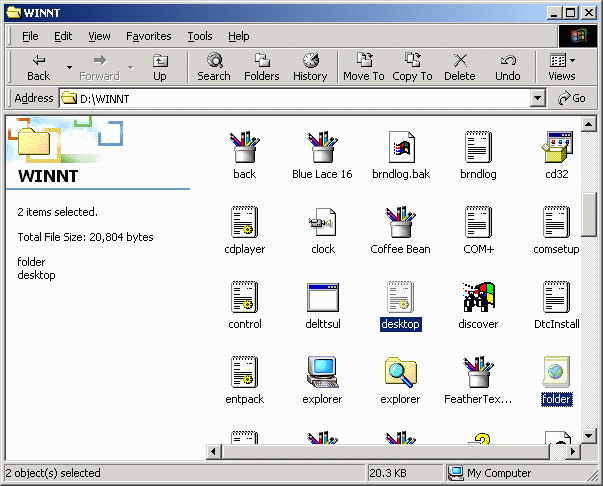 WINNT
File Edit View Favorites Tools Help
Back Forward Up Search Folders History Move To Copy To Delete Undo Views
Address D:\WINNT Go
WINNT
2 items selected.
Total File Size: 20,804 bytes
folder
desktop
back Blue Lace 16 brndlog.bak brndlog cd32
cdplayer clock Coffee Bean COM+ comsetup
control delttsul desktop discover DtcInstall
entpack explorer explorer FeatherTex... folder
2 object(s) selected 20.3 KB My Computer